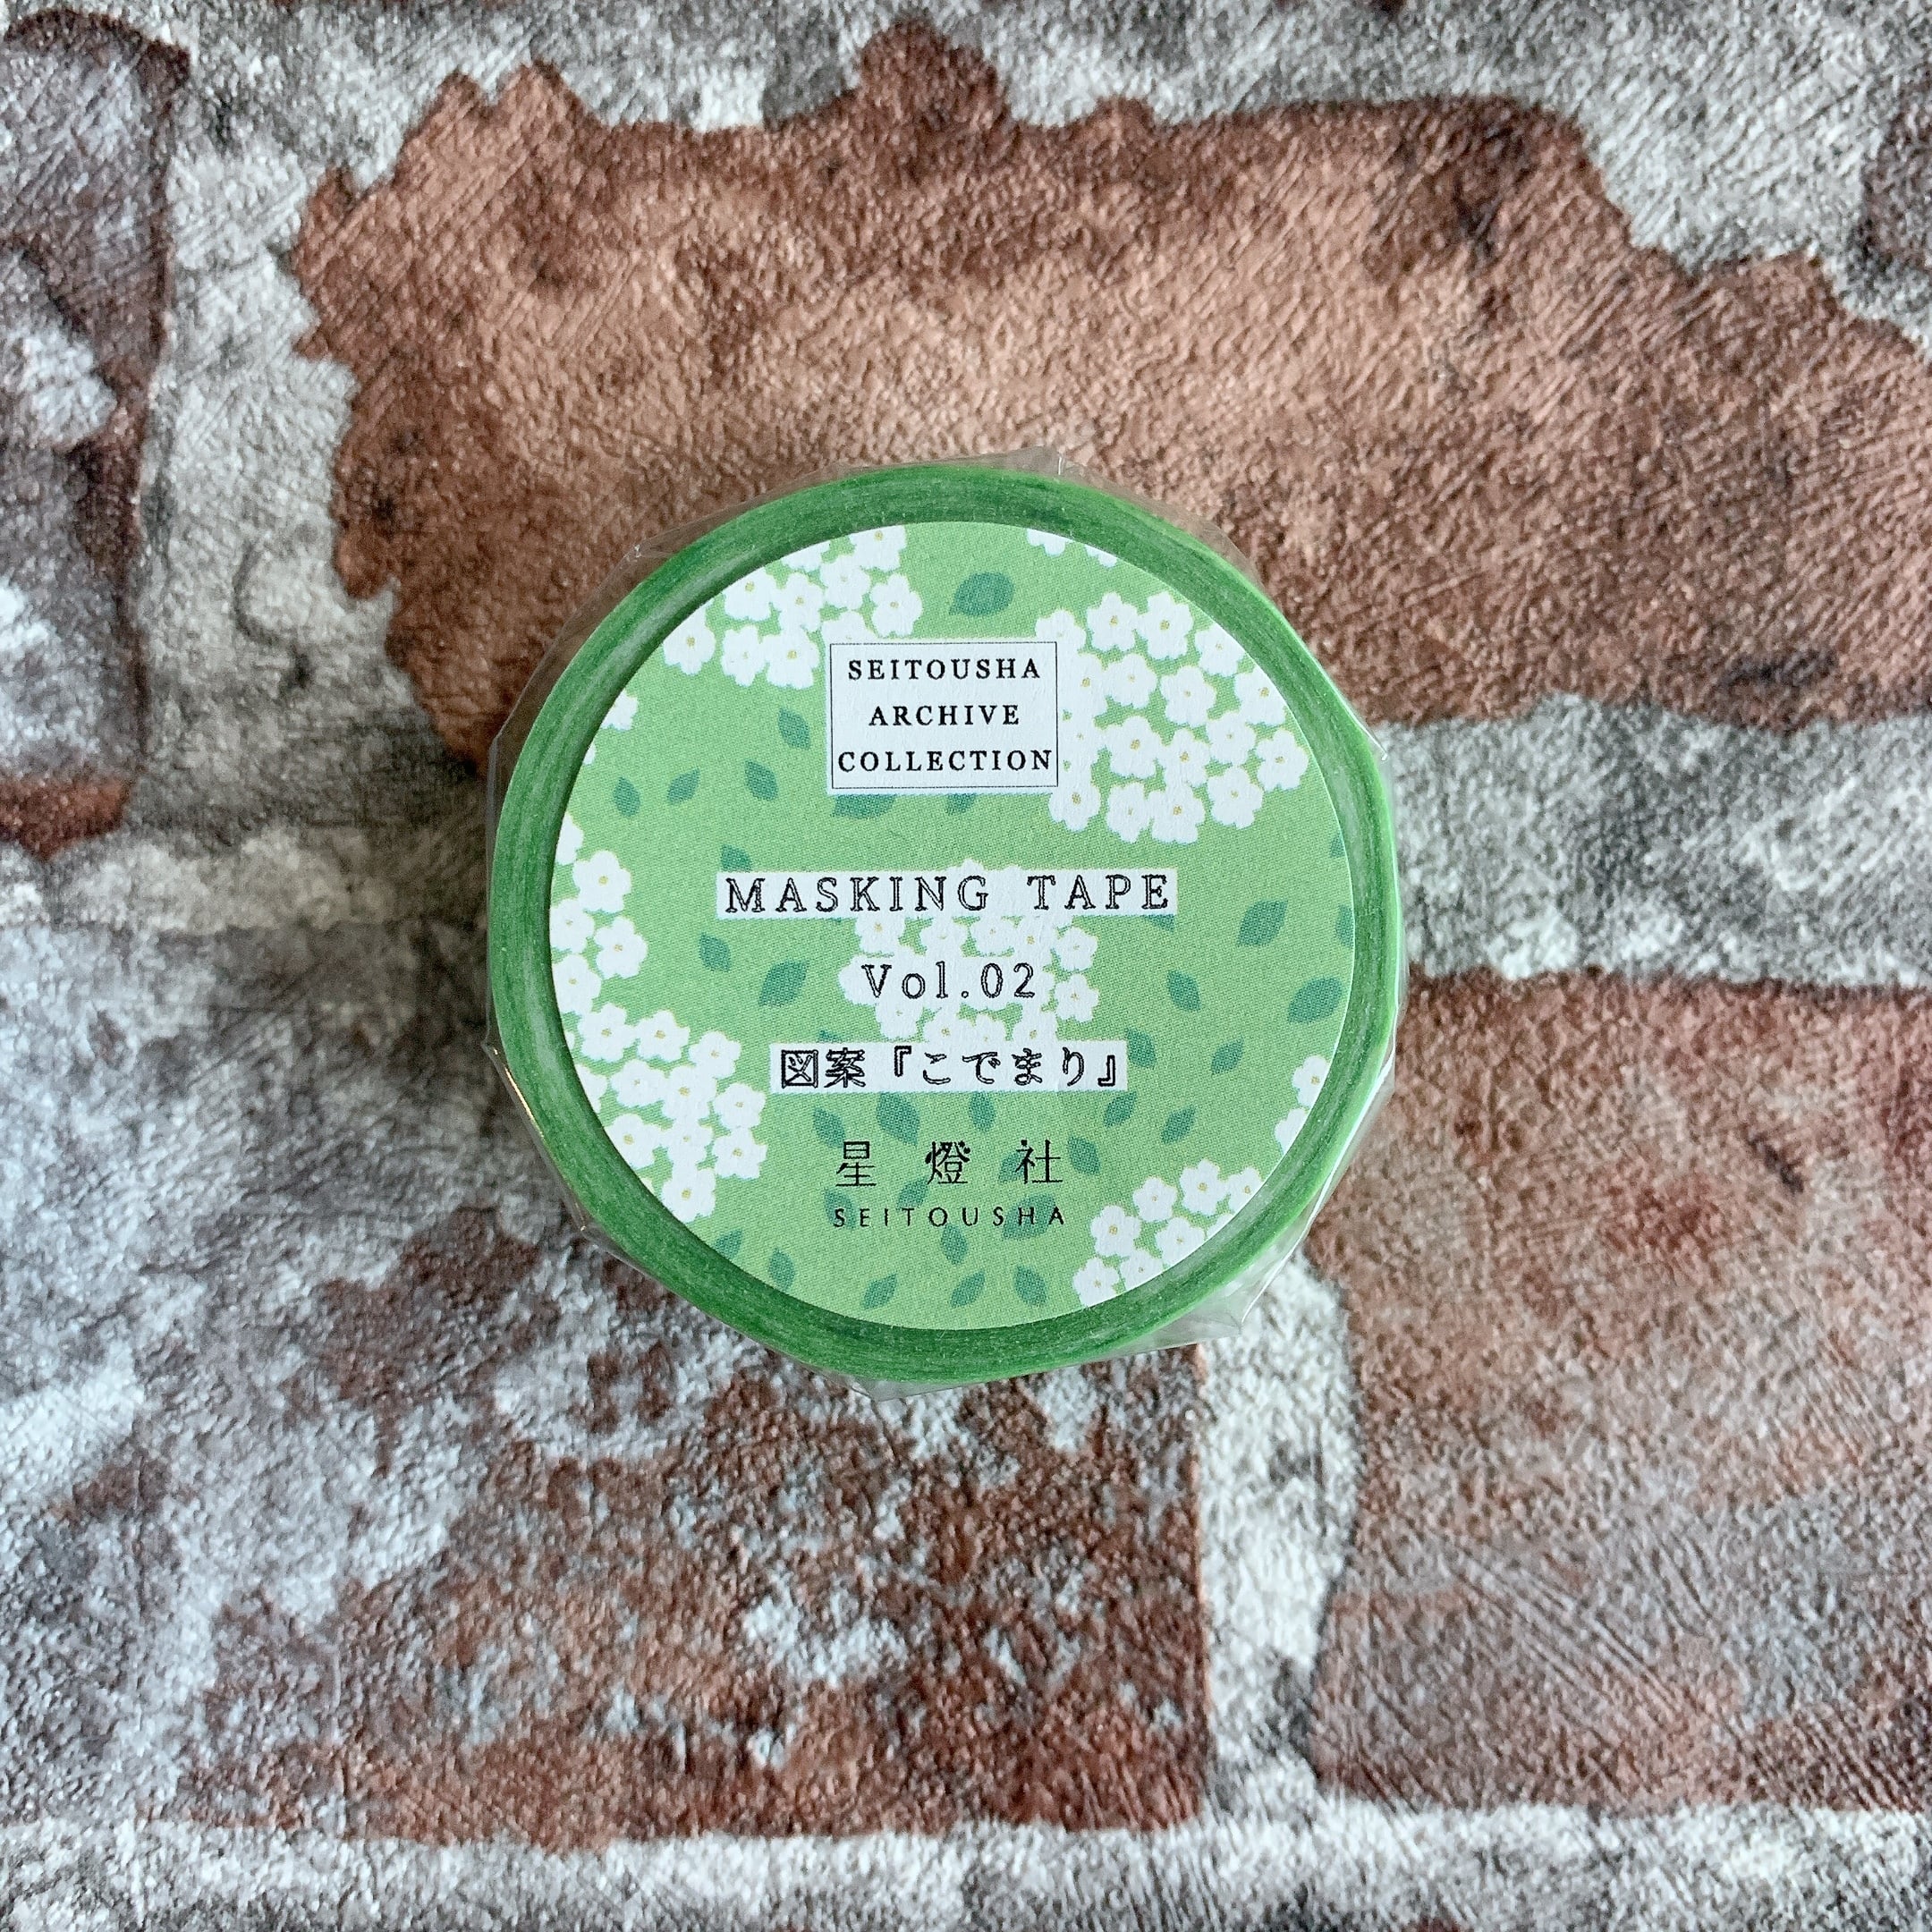 SEITOUSHA
ARCHIVE
COLLECTION
MASKING TAPE
Vol.02
図案『こでまり』
星燈社
SEITOUSHA